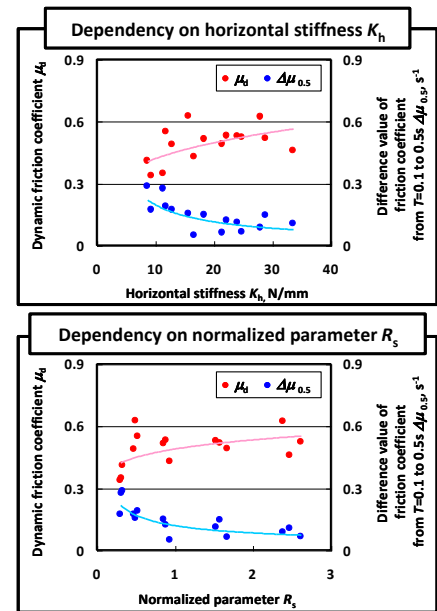 Dependency on horizontal stiffness Kh
0.9
0.6
0.3
0
0.9
0.6
0.3
0
μd
Δμ0.5
0
10
20
30
40
Dynamic friction coefficient μd
Difference value of
friction coefficient
from T=0.1 to 0.5s Δμ0.5, s-1
Horizontal stiffness Kh, N/mm
Dependency on normalized parameter Rs
0.9
0.6
0.3
0
0.9
0.6
0.3
0
μd
Δμ0.5
0
1
2
3
Dynamic friction coefficient μd
Difference value of
friction coefficient
from T=0.1 to 0.5s Δμ0.5, s-1
Normalized parameter Rs